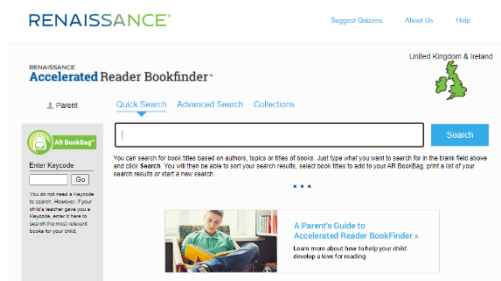 RENAISSANCE®
Suggest Quizzes About Us Help
United Kingdom & Ireland
RENAISSANCE
Accelerated Reader Bookfinder™
Parent
Quick Search Advanced Search Collections
AR BookBag™
Search
Enter Keycode
Go
You do not need a Keycode
to search. However, if your
child's teacher gave you a
Keycode, enter it here to
search the most relevant
books for your child.
You can search for book titles based on authors, topics or titles of books. Just type what you want to search for in the blank field above
and click Search. You will then be able to sort your search results, select book titles to add to your AR BookBag, print a list of your
search results or start a new search.
A Parent's Guide to
Accelerated Reader BookFinder »
Learn more about how to help your child
develop a love for reading